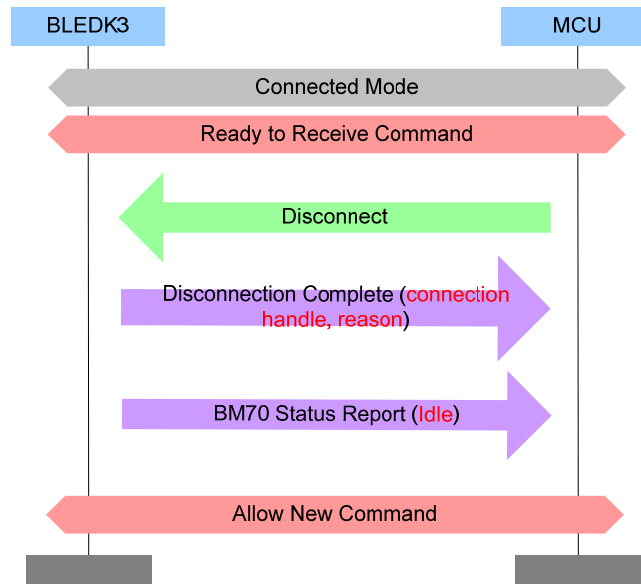 BLEDK3
MCU
Connected Mode
Ready to Receive Command
Disconnect
Disconnection Complete (connection
handle, reason)
BM70 Status Report (Idle)
Allow New Command